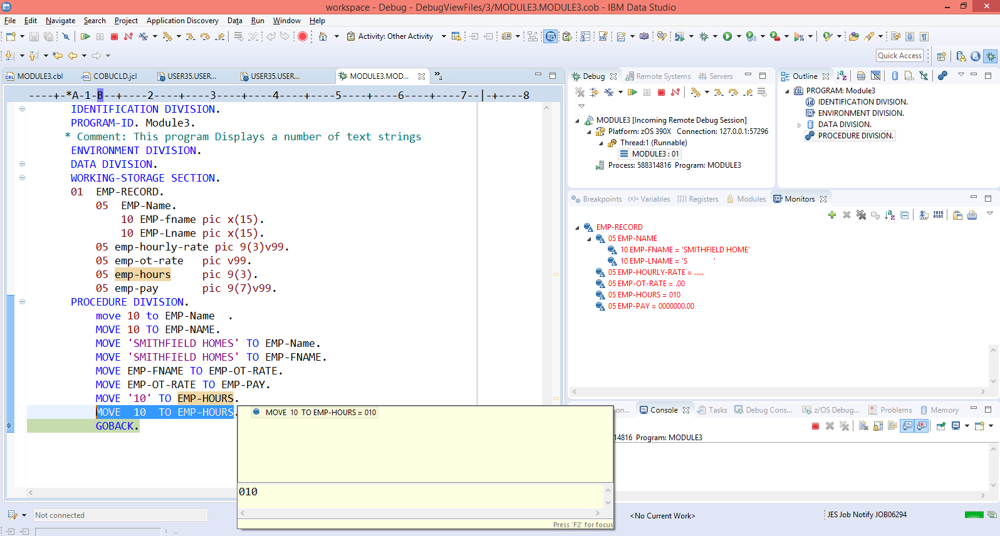 workspace - Debug - DebugViewFiles/3/MODULE3.MODULE3.cob - IBM Data Studio
File Edit Navigate Search Project Application Discovery Data Run Window Help
Activity: Other Activity
Quick Access
MODULE3.cbl COBUCLD.jcl USER35.USER... USER35.USER... MODULE3.MOD... »4
----+-*A-1-B--+----2----+----3----+----4----+----5----+----6----+----7--|-+----8
IDENTIFICATION DIVISION.
PROGRAM-ID. Module3.
* Comment: This program Displays a number of text strings
ENVIRONMENT DIVISION.
DATA DIVISION.
WORKING-STORAGE SECTION.
01 EMP-RECORD.
05 EMP-Name.
10 EMP-fname pic x(15).
10 EMP-Lname pic x(15).
05 emp-hourly-rate pic 9(3)v99.
05 emp-ot-rate pic v99.
05 emp-hours pic 9(3).
05 emp-pay pic 9(7)v99.
PROCEDURE DIVISION.
move 10 to EMP-Name .
MOVE 10 TO EMP-NAME.
MOVE 'SMITHFIELD HOMES' TO EMP-Name.
MOVE 'SMITHFIELD HOMES' TO EMP-FNAME.
MOVE EMP-FNAME TO EMP-OT-RATE.
MOVE EMP-OT-RATE TO EMP-PAY.
MOVE '10' TO EMP-HOURS.
MOVE 10 TO EMP-HOURS.
GOBACK.
MOVE 10 TO EMP-HOURS = 010
010
Press 'F2' for focus
Debug Remote Systems Servers
MODULE3 [Incoming Remote Debug Session]
Platform: zOS 390X Connection: 127.0.0.1:57296
Thread:1 (Runnable)
MODULE3 : 01
Process: 588314816 Program: MODULE3
Outline
PROGRAM: Module3
IDENTIFICATION DIVISION.
ENVIRONMENT DIVISION.
DATA DIVISION.
PROCEDURE DIVISION.
Breakpoints (x)= Variables Registers Modules Monitors
EMP-RECORD
05 EMP-NAME
10 EMP-FNAME = 'SMITHFIELD HOME'
10 EMP-LNAME = 'S '
05 EMP-HOURLY-RATE = .....
05 EMP-OT-RATE = .00
05 EMP-HOURS = 010
05 EMP-PAY = 0000000.00
on... Console Tasks Debug Cons... z/OS Debug... Problems Memory
14816 Program: MODULE3
Not connected
<No Current Work>
JES Job Notify JOB06294